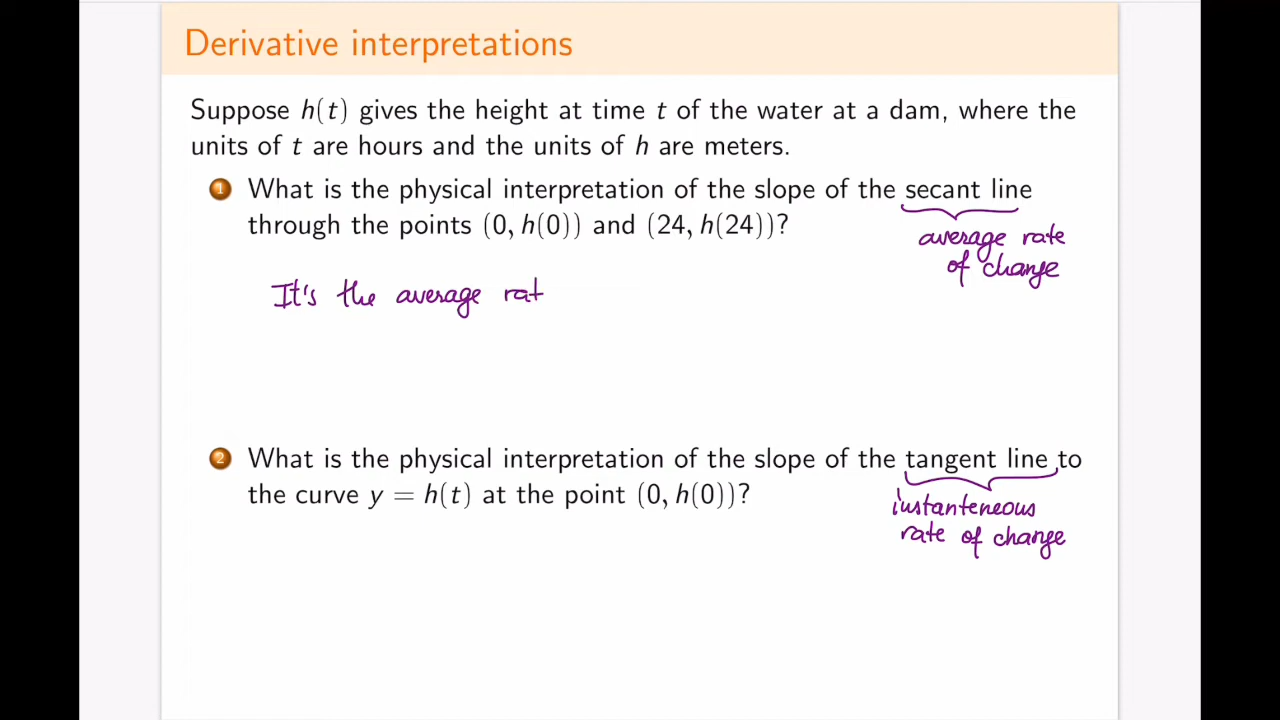 Derivative interpretations
Suppose h(t) gives the height at time t of the water at a dam, where the
units of t are hours and the units of h are meters.
1 What is the physical interpretation of the slope of the secant line
through the points (0, h(0)) and (24, h(24))?
average rate
of change
It's the average rat
2 What is the physical interpretation of the slope of the tangent line to
the curve y = h(t) at the point (0, h(0))?
instanteneous
rate of change